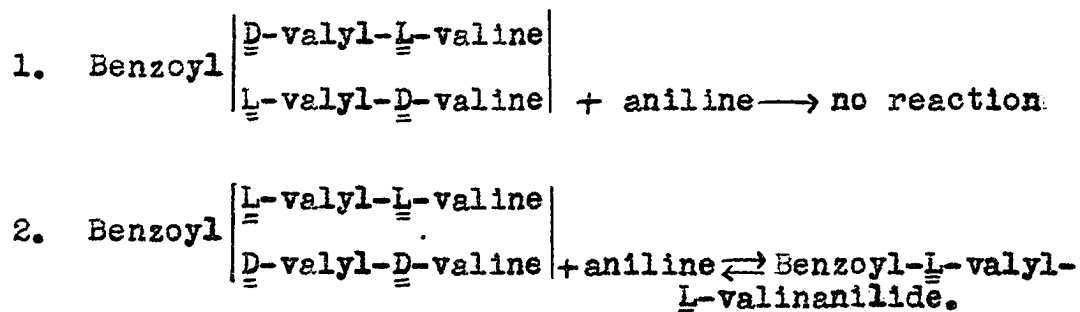 D-valyl-L-valine
1. Benzoyl
L-valyl-D-valine + aniline⟶ no reaction
L-valyl-L-valine
2. Benzoyl
D-valyl-D-valine +aniline⇄ Benzoyl-L-valyl-
L-valinanilide.